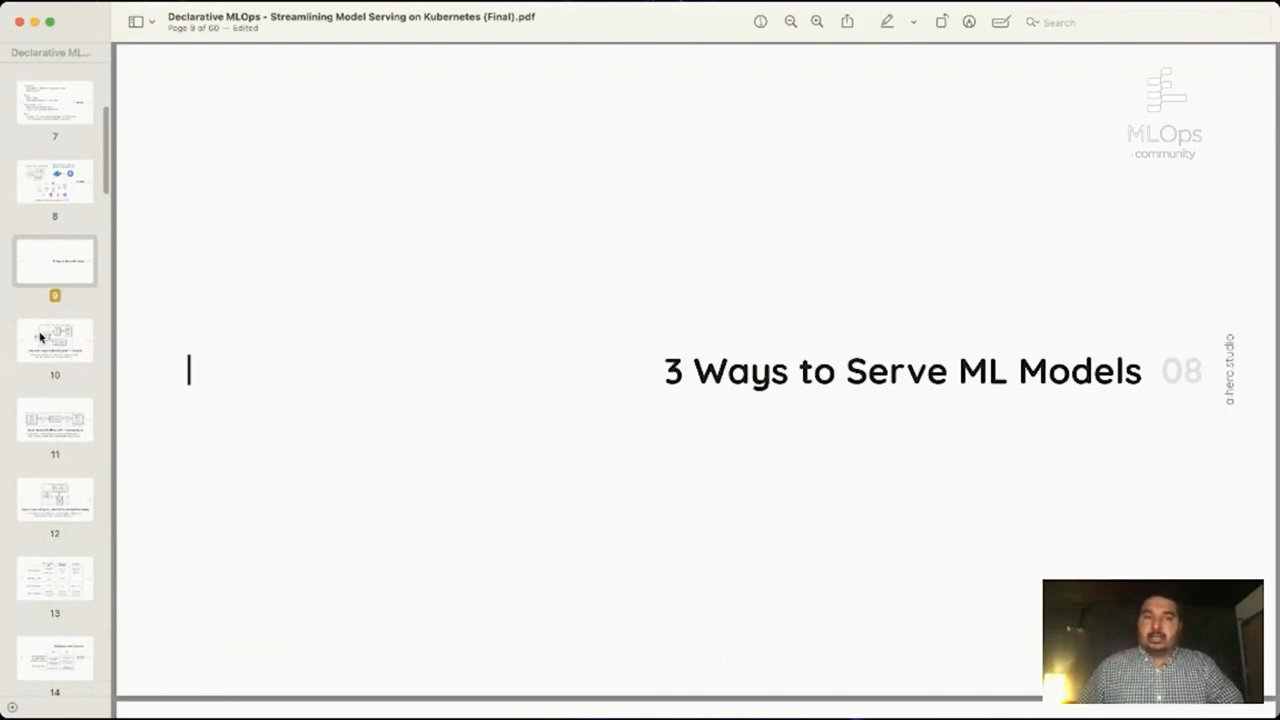 Declarative MLOps - Streamlining Model Serving on Kubernetes (Final).pdf
Page 9 of 60 — Edited
Search
Declarative ML...
7
8
9
10
11
12
13
14
MLOps
.community
3 Ways to Serve ML Models 08
a hero.studio